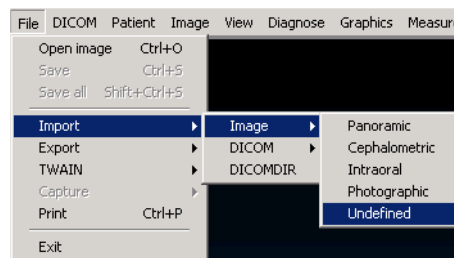 File DICOM Patient Image View Diagnose Graphics Measur
Open image Ctrl+O
Save Ctrl+S
Save all Shift+Ctrl+S
Import Image Panoramic
Export DICOM Cephalometric
TWAIN DICOMDIR Intraoral
Capture Photographic
Print Ctrl+P Undefined
Exit